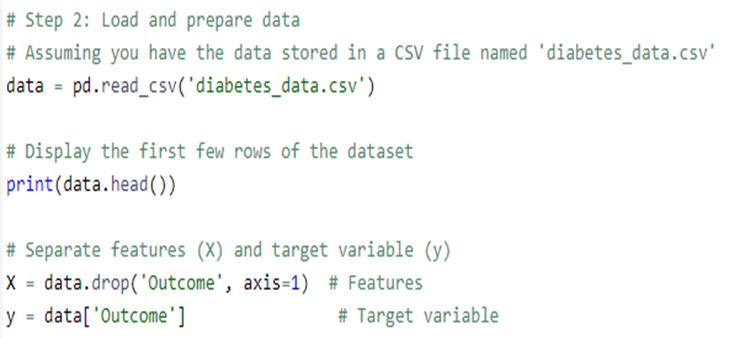 # Step 2: Load and prepare data
# Assuming you have the data stored in a CSV file named 'diabetes_data.csv'
data = pd.read_csv('diabetes_data.csv')
# Display the first few rows of the dataset
print(data.head())
# Separate features (X) and target variable (y)
X = data.drop('Outcome', axis=1)  # Features
y = data['Outcome']                # Target variable